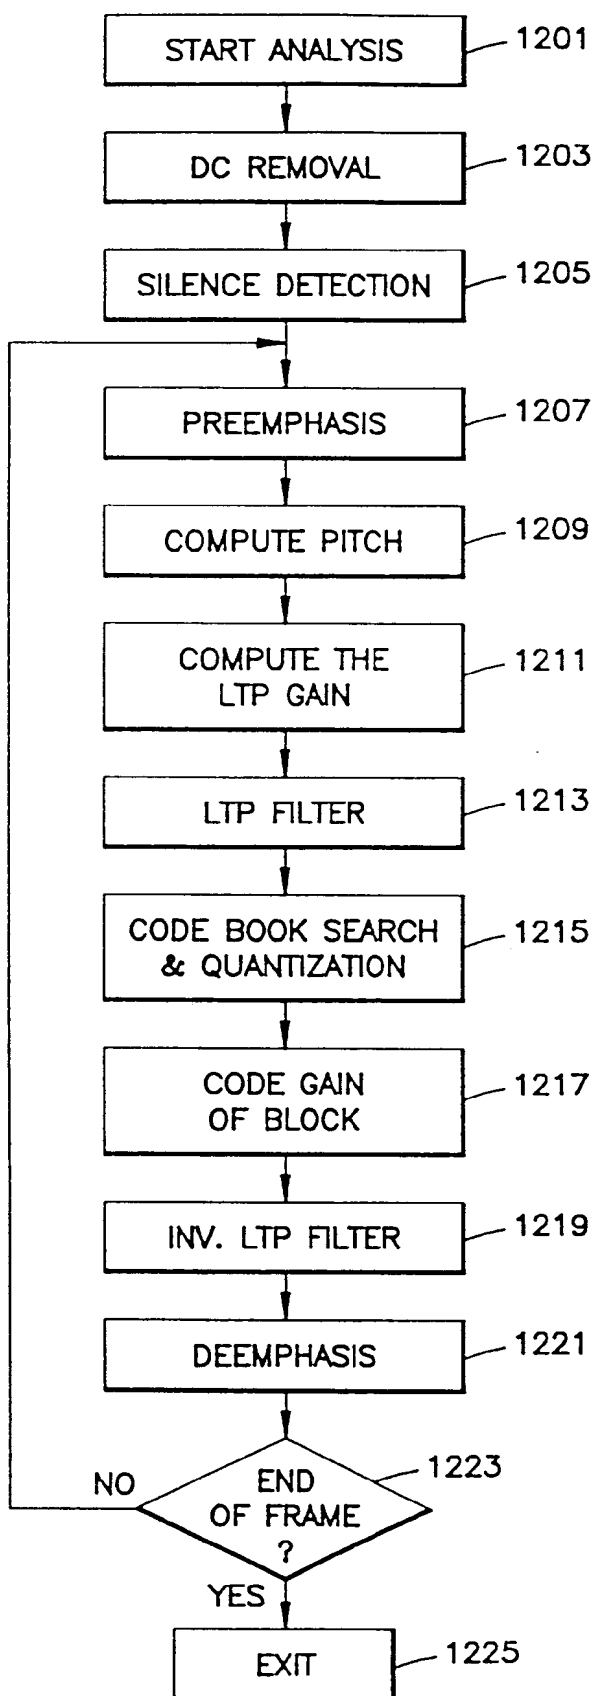 START ANALYSIS 1201
DC REMOVAL 1203
SILENCE DETECTION 1205
PREEMPHASIS 1207
COMPUTE PITCH 1209
COMPUTE THE
LTP GAIN 1211
LTP FILTER 1213
CODE BOOK SEARCH
& QUANTIZATION 1215
CODE GAIN
OF BLOCK 1217
INV. LTP FILTER 1219
DEEMPHASIS 1221
NO
END
OF FRAME
?
1223
YES
EXIT 1225